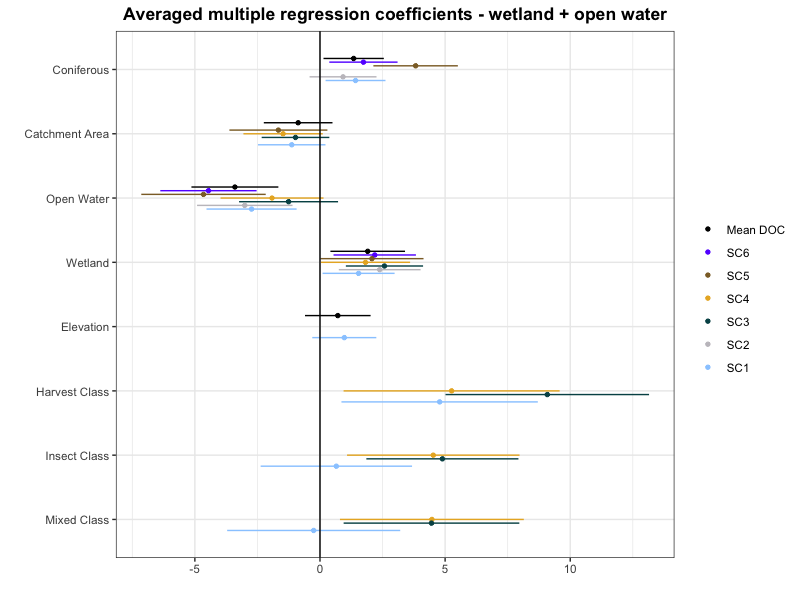 Averaged multiple regression coefficients - wetland + open water
Coniferous
Catchment Area
Open Water
Wetland
Elevation
Harvest Class
Insect Class
Mixed Class
-5
0
5
10
Mean DOC
SC6
SC5
SC4
SC3
SC2
SC1